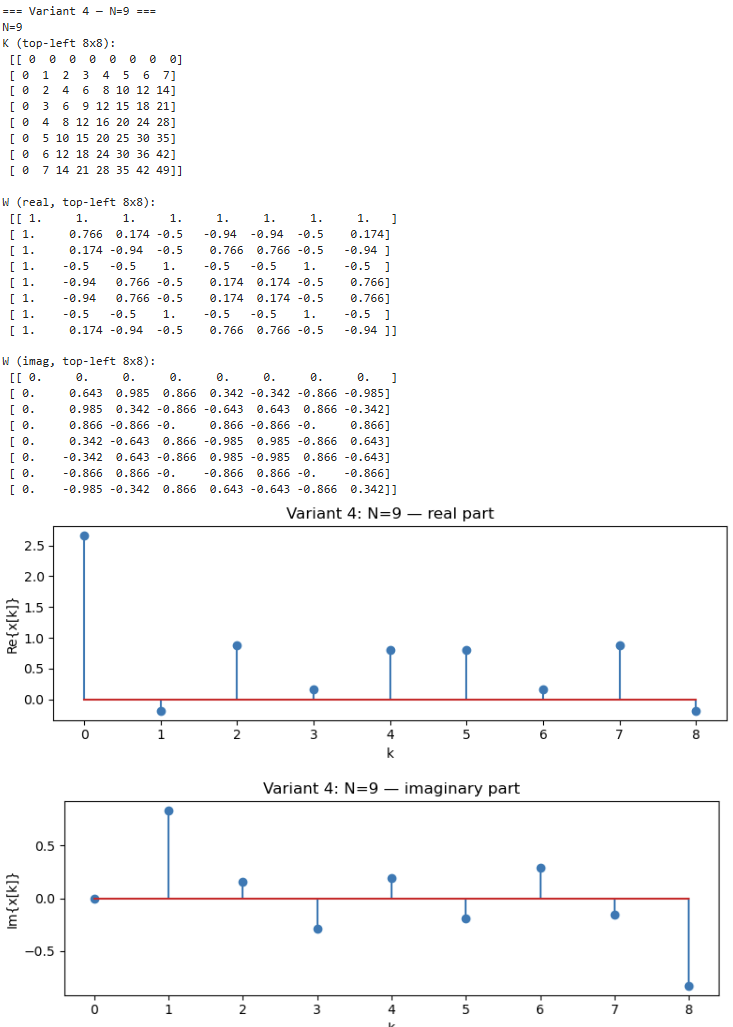 === Variant 4 — N=9 ===
N=9
K (top-left 8x8):
[[ 0  0  0  0  0  0  0  0]
[ 0  1  2  3  4  5  6  7]
[ 0  2  4  6  8 10 12 14]
[ 0  3  6  9 12 15 18 21]
[ 0  4  8 12 16 20 24 28]
[ 0  5 10 15 20 25 30 35]
[ 0  6 12 18 24 30 36 42]
[ 0  7 14 21 28 35 42 49]]
W (real, top-left 8x8):
[[ 1.     1.     1.     1.     1.     1.     1.     1.   ]
[ 1.     0.766  0.174 -0.5   -0.94  -0.94  -0.5    0.174]
[ 1.     0.174 -0.94  -0.5    0.766  0.766 -0.5   -0.94 ]
[ 1.    -0.5   -0.5    1.    -0.5   -0.5    1.    -0.5  ]
[ 1.    -0.94   0.766 -0.5    0.174  0.174 -0.5    0.766]
[ 1.    -0.94   0.766 -0.5    0.174  0.174 -0.5    0.766]
[ 1.    -0.5   -0.5    1.    -0.5   -0.5    1.    -0.5  ]
[ 1.     0.174 -0.94  -0.5    0.766  0.766 -0.5   -0.94 ]]
W (imag, top-left 8x8):
[[ 0.     0.     0.     0.     0.     0.     0.     0.   ]
[ 0.     0.643  0.985  0.866  0.342 -0.342 -0.866 -0.985]
[ 0.     0.985  0.342 -0.866 -0.643  0.643  0.866 -0.342]
[ 0.     0.866 -0.866 -0.     0.866 -0.866 -0.     0.866]
[ 0.     0.342 -0.643  0.866 -0.985  0.985 -0.866  0.643]
[ 0.    -0.342  0.643 -0.866  0.985 -0.985  0.866 -0.643]
[ 0.    -0.866  0.866 -0.    -0.866  0.866 -0.    -0.866]
[ 0.    -0.985 -0.342  0.866  0.643 -0.643 -0.866  0.342]]
Variant 4: N=9 — real part
Re{x[k]}
2.5
2.0
1.5
1.0
0.5
0.0
0 1 2 3 4 5 6 7 8
k
Variant 4: N=9 — imaginary part
Im{x[k]}
0.5
0.0
−0.5
0 1 2 3 4 5 6 7 8